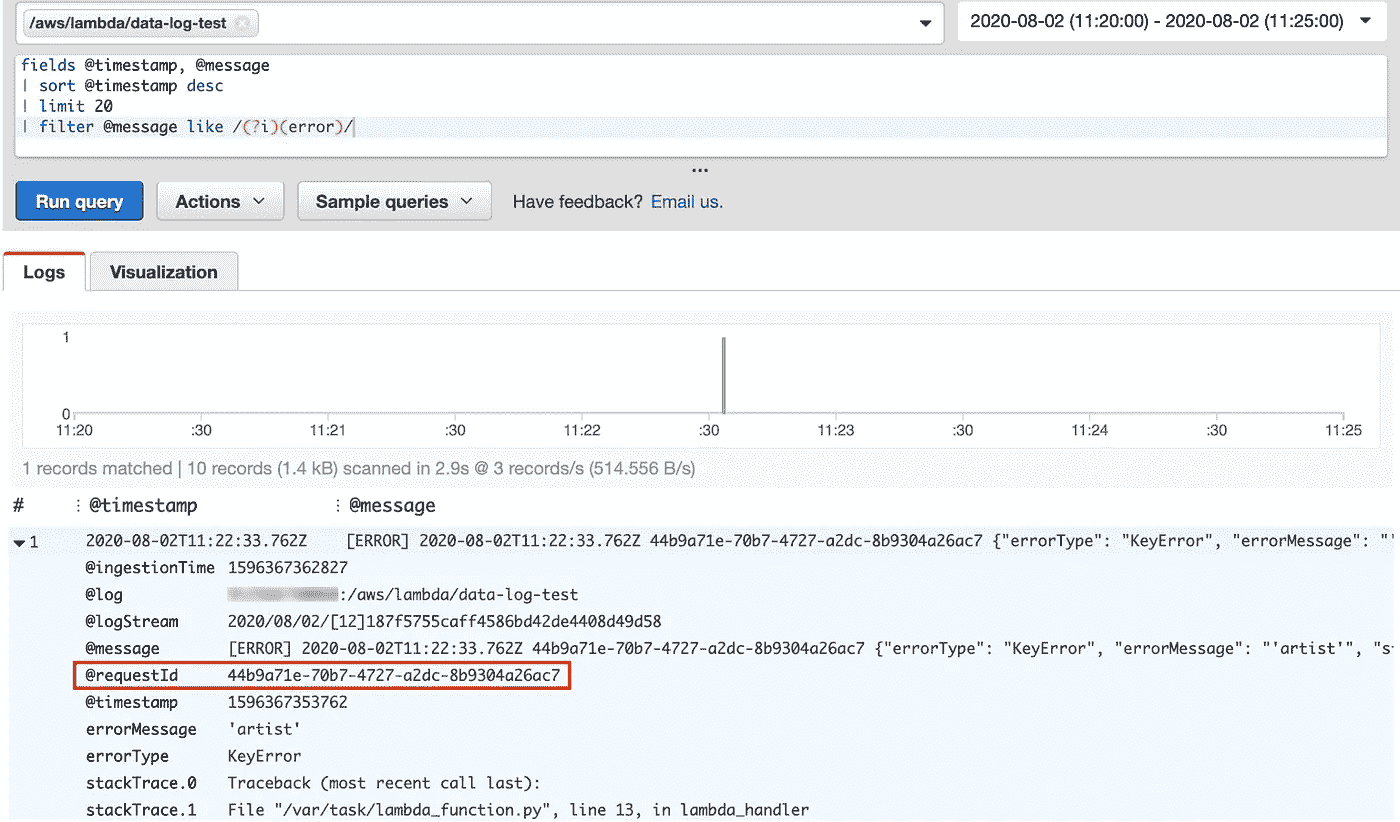 /aws/lambda/data-log-test
2020-08-02 (11:20:00) - 2020-08-02 (11:25:00)
fields @timestamp, @message
| sort @timestamp desc
| limit 20
| filter @message like /(?i)(error)/
...
Run query Actions Sample queries Have feedback? Email us.
Logs Visualization
1
0
11:20 :30 11:21 :30 11:22 :30 11:23 :30 11:24 :30 11:25
1 records matched | 10 records (1.4 kB) scanned in 2.9s @ 3 records/s (514.556 B/s)
# : @timestamp : @message
1 2020-08-02T11:22:33.762Z [ERROR] 2020-08-02T11:22:33.762Z 44b9a71e-70b7-4727-a2dc-8b9304a26ac7 {"errorType": "KeyError", "errorMessage": "'
@ingestionTime 1596367362827
@log :/aws/lambda/data-log-test
@logStream 2020/08/02/[12]187f5755caff4586bd42de4408d49d58
@message [ERROR] 2020-08-02T11:22:33.762Z 44b9a71e-70b7-4727-a2dc-8b9304a26ac7 {"errorType": "KeyError", "errorMessage": "'artist'", "st
@requestId 44b9a71e-70b7-4727-a2dc-8b9304a26ac7
@timestamp 1596367353762
errorMessage 'artist'
errorType KeyError
stackTrace.0 Traceback (most recent call last):
stackTrace.1 File "/var/task/lambda_function.py", line 13, in lambda_handler